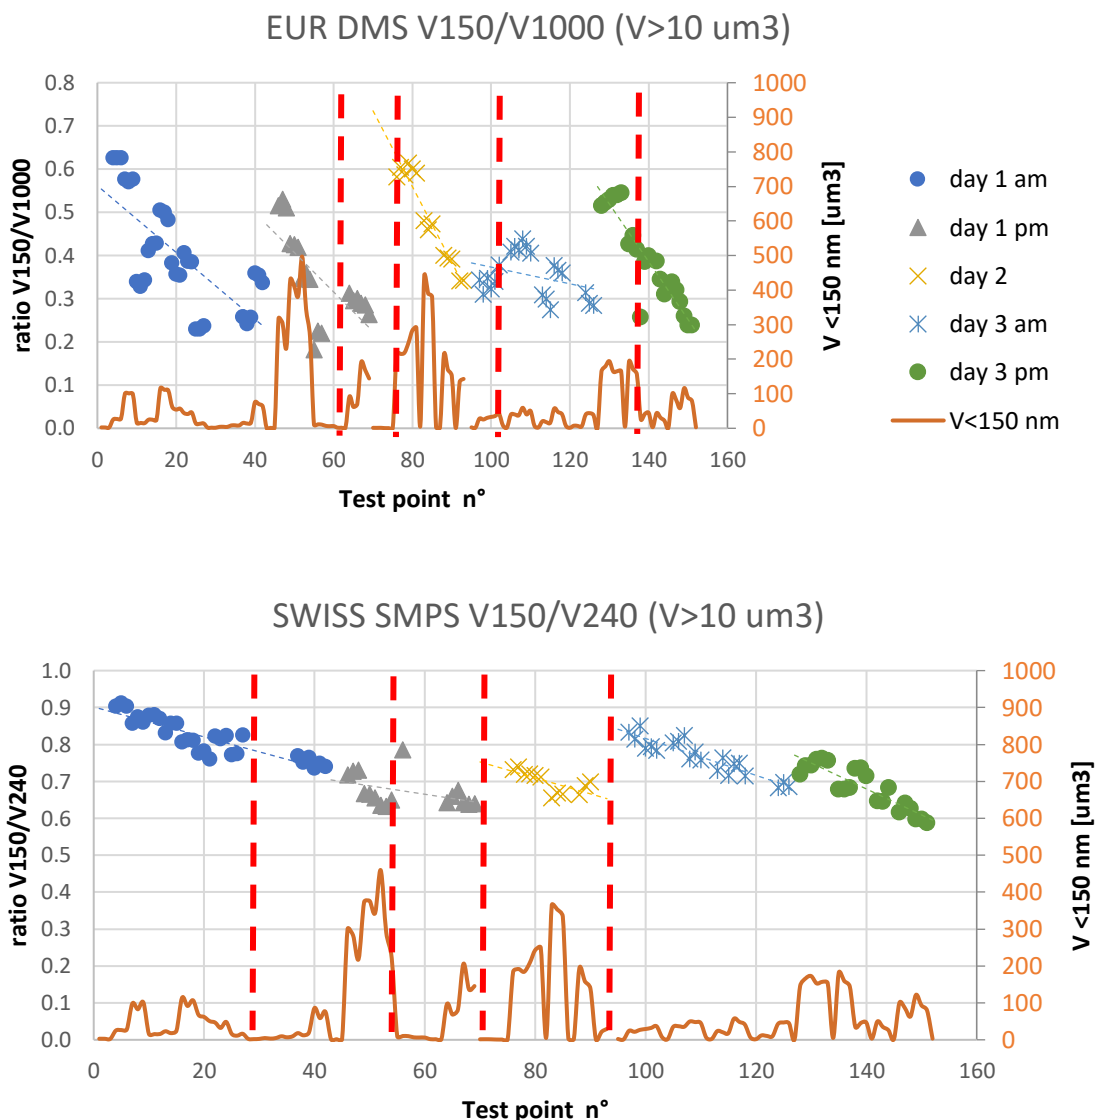 EUR DMS V150/V1000 (V>10 um3)
ratio V150/V1000
0.8
0.7
0.6
0.5
0.4
0.3
0.2
0.1
0.0
1000
900
800
700
600
500
400
300
200
100
0
V <150 nm [um3]
0 20 40 60 80 100 120 140 160
Test point n°
day 1 am
day 1 pm
day 2
day 3 am
day 3 pm
V<150 nm
SWISS SMPS V150/V240 (V>10 um3)
ratio V150/V240
1.0
0.9
0.8
0.7
0.6
0.5
0.4
0.3
0.2
0.1
0.0
1000
900
800
700
600
500
400
300
200
100
0
V <150 nm [um3]
0 20 40 60 80 100 120 140 160
Test point n°